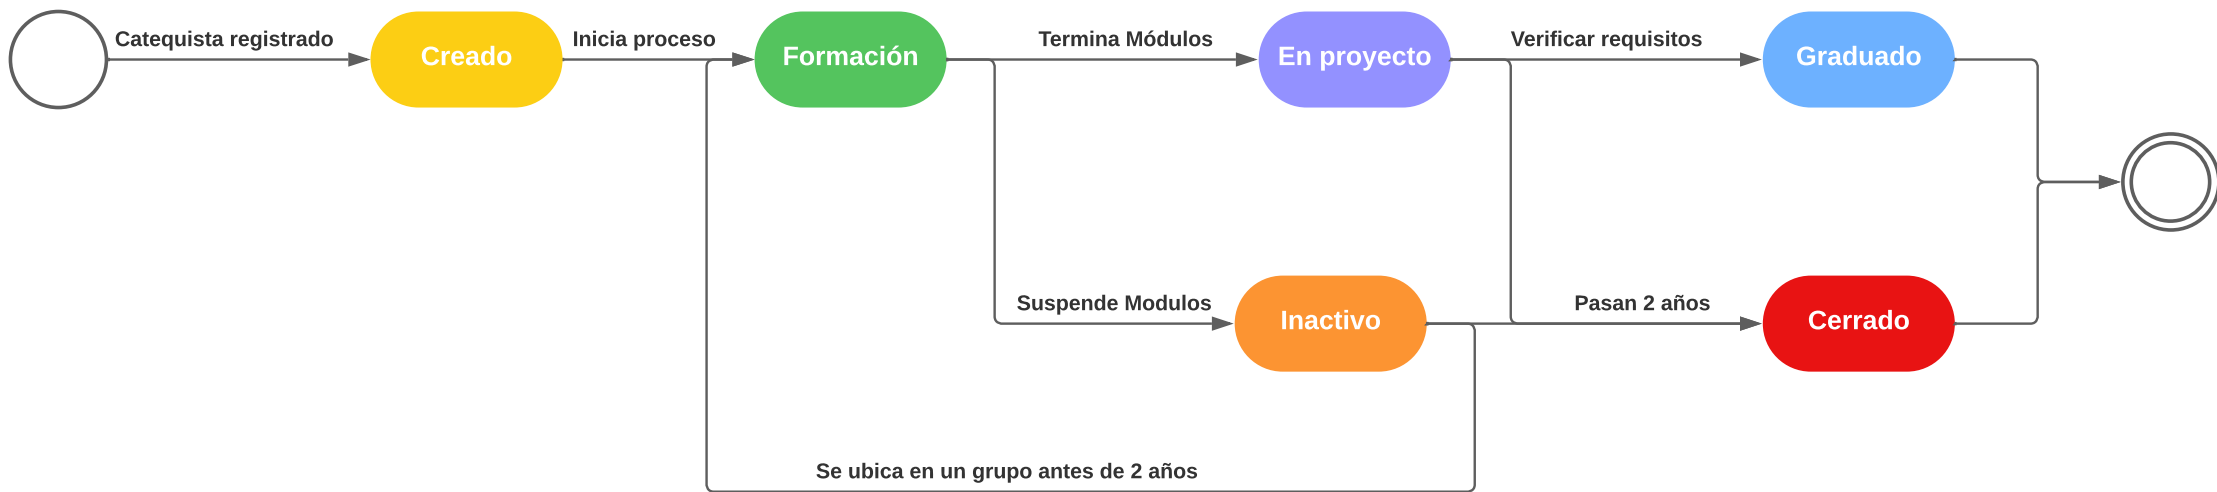 Catequista registrado
Creado
Inicia proceso
Formación
Termina Módulos
En proyecto
Verificar requisitos
Graduado
Suspende Modulos
Inactivo
Pasan 2 años
Cerrado
Se ubica en un grupo antes de 2 años